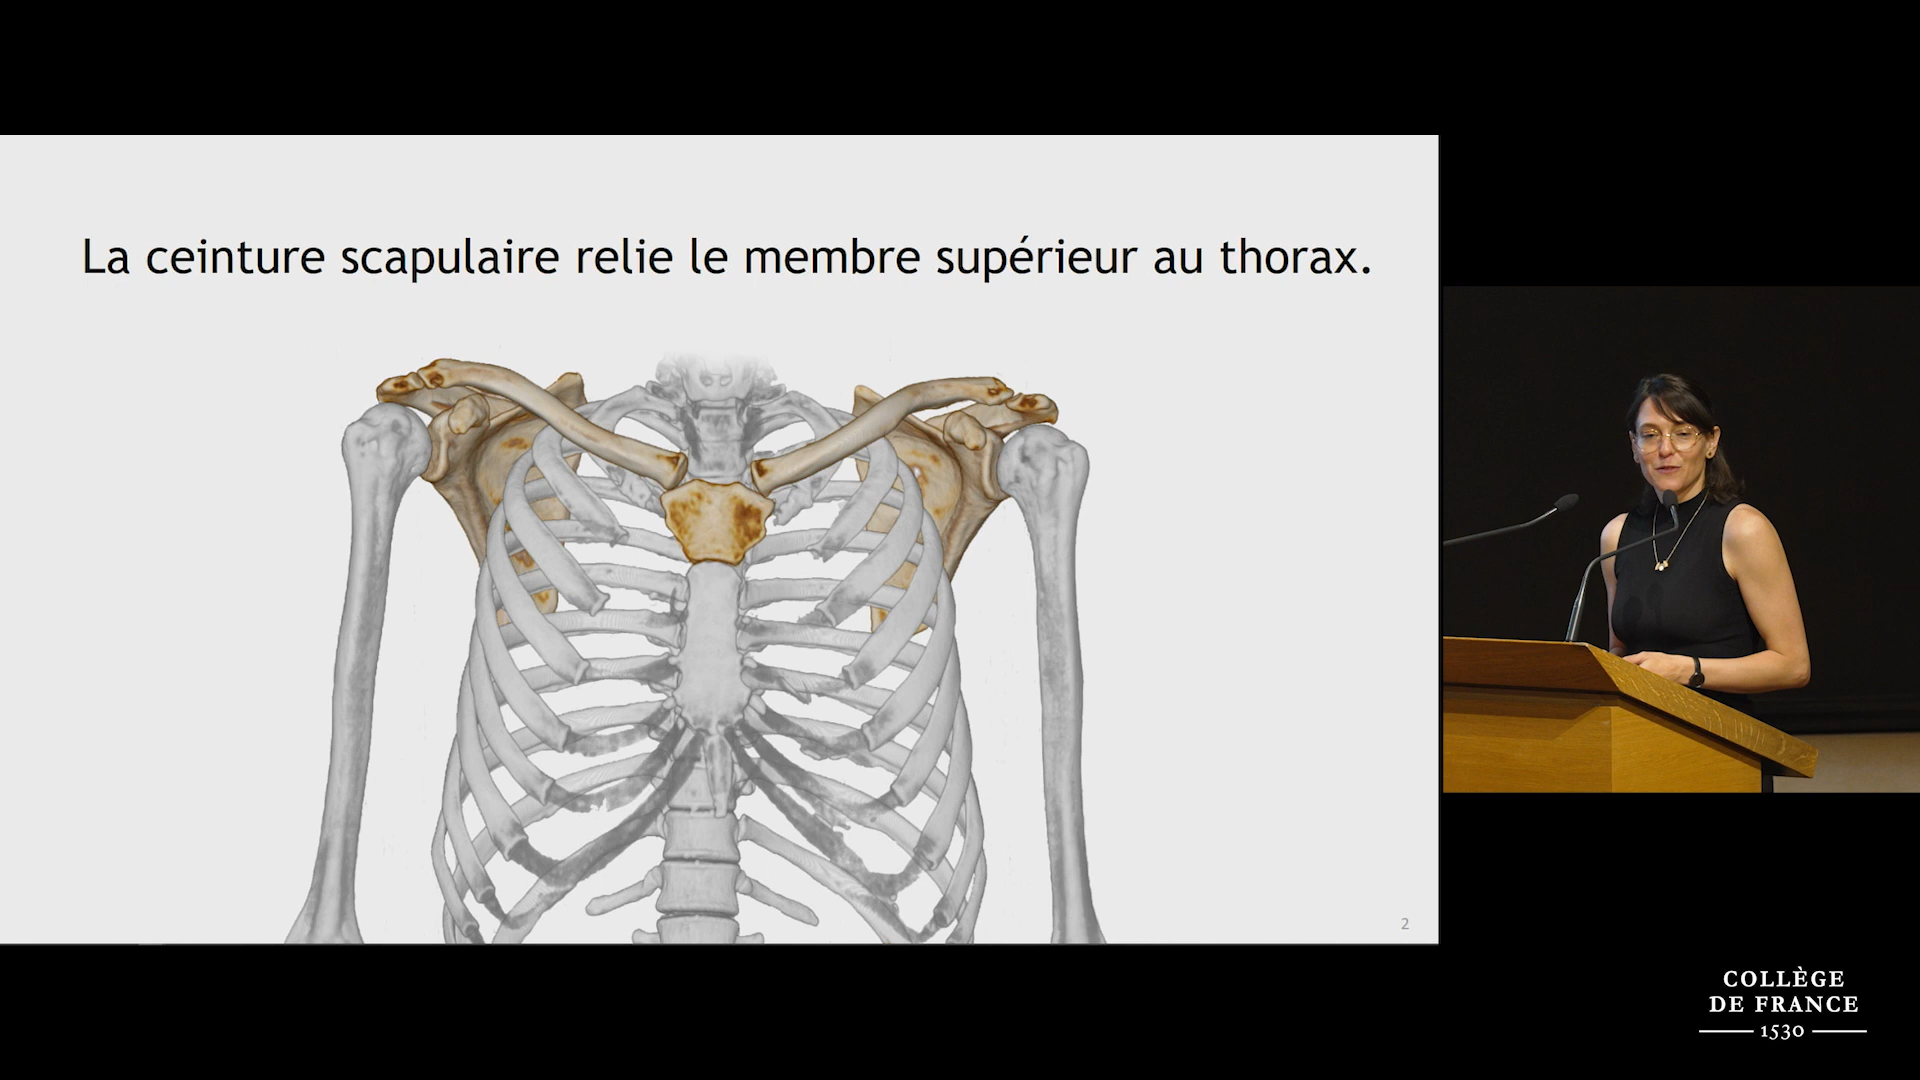 La ceinture scapulaire relie le membre supérieur au thorax.
2
COLLÈGE
DE FRANCE
1530